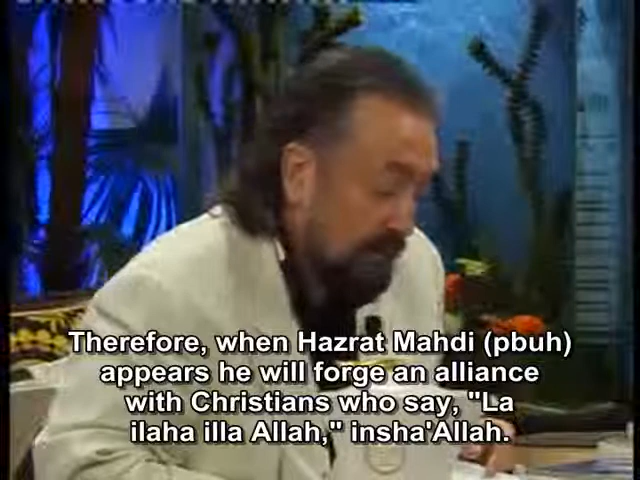 Therefore, when Hazrat Mahdi (pbuh)
appears he will forge an alliance
with Christians who say, "La
ilaha illa Allah," insha'Allah.